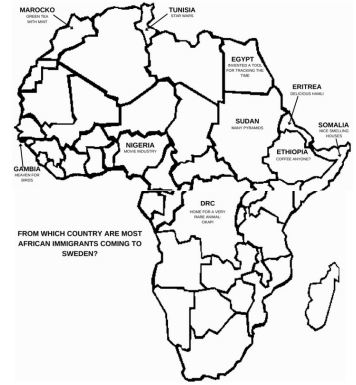 MAROCKO
GREEN TEA
WITH MINT
TUNISIA
STAR WARS
EGYPT
INVENTED A TOOL
FOR TRACKING THE
TIME
ERITREA
DELICIOUS HAMLI
SUDAN
MANY PYRAMIDS
SOMALIA
NICE SMELLING
HOUSES
NIGERIA
MOVIE INDUSTRY
ETHIOPIA
COFFEE ANYONE?
GAMBIA
HEAVEN FOR
BIRDS
DRC
HOME FOR A VERY
RARE ANIMAL:
OKAPI
FROM WHICH COUNTRY ARE MOST
AFRICAN IMMIGRANTS COMING TO
SWEDEN?